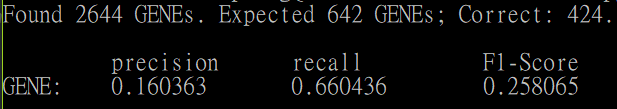 Found 2644 GENEs. Expected 642 GENEs; Correct: 424.
precision recall F1-Score
GENE: 0.160363 0.660436 0.258065